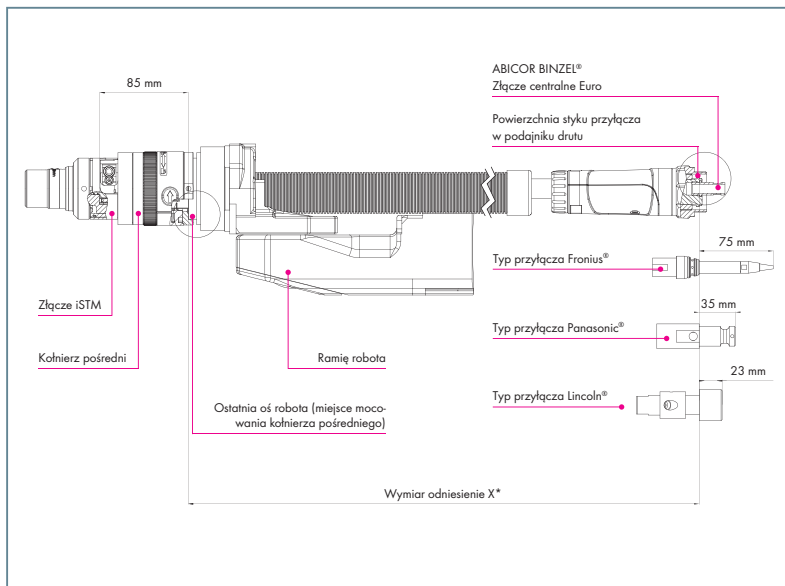 85 mm
ABICOR BINZEL®
Złącze centralne Euro
Powierzchnia styku przyłącza
w podajniku drutu
75 mm
Typ przyłącza Fronius®
35 mm
Typ przyłącza Panasonic®
23 mm
Typ przyłącza Lincoln®
Złącze iSTM
Kołnierz pośredni
Ramię robota
Ostatnia oś robota (miejsce moco-
wania kołnierza pośredniego)
Wymiar odniesienie X*